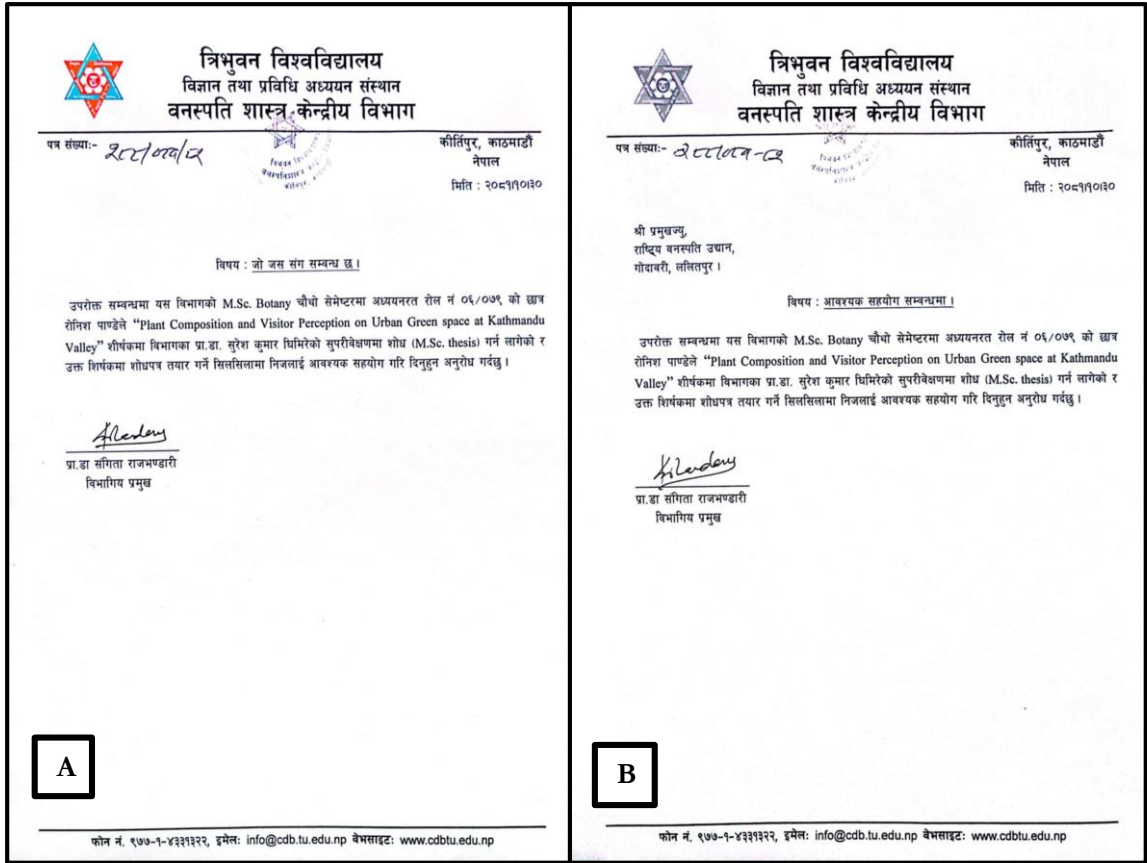 त्रिभुवन विश्वविद्यालय
विज्ञान तथा प्रविधि अध्ययन संस्थान
वनस्पति शास्त्र केन्द्रीय विभाग
पत्र संख्याः-
कीर्तिपुर, काठमाडौं
नेपाल
मिति : २०८१।१०।३०
विषय : जो जस संग सम्बन्ध छ ।
उपरोक्त सम्बन्धमा यस विभागको M.Sc. Botany चौथो सेमेष्टरमा अध्ययनरत रोल नं ०६/०७९ को छात्र
रोनिश पाण्डेले “Plant Composition and Visitor Perception on Urban Green space at Kathmandu
Valley” शीर्षकमा विभागका प्रा.डा. सुरेश कुमार घिमिरेको सुपरीवेक्षणमा शोध (M.Sc. thesis) गर्न लागेको र
उक्त शिर्षकमा शोधपत्र तयार गर्ने सिलसिलामा निजलाई आवश्यक सहयोग गरि दिनुहुन अनुरोध गर्दछु ।
प्रा.डा संगिता राजभण्डारी
विभागिय प्रमुख
A
फोन नं. ९७७-१-४३३१३२२, इमेलः info@cdb.tu.edu.np वेभसाइटः www.cdbtu.edu.np
त्रिभुवन विश्वविद्यालय
विज्ञान तथा प्रविधि अध्ययन संस्थान
वनस्पति शास्त्र केन्द्रीय विभाग
पत्र संख्याः-
कीर्तिपुर, काठमाडौं
नेपाल
मिति : २०८१।१०।३०
श्री प्रमुखज्यु,
राष्ट्रिय वनस्पति उद्यान,
गोदावरी, ललितपुर ।
विषय : आवश्यक सहयोग सम्बन्धमा ।
उपरोक्त सम्बन्धमा यस विभागको M.Sc. Botany चौथो सेमेष्टरमा अध्ययनरत रोल नं ०६/०७९ को छात्र
रोनिश पाण्डेले “Plant Composition and Visitor Perception on Urban Green space at Kathmandu
Valley” शीर्षकमा विभागका प्रा.डा. सुरेश कुमार घिमिरेको सुपरीवेक्षणमा शोध (M.Sc. thesis) गर्न लागेको र
उक्त शिर्षकमा शोधपत्र तयार गर्ने सिलसिलामा निजलाई आवश्यक सहयोग गरि दिनुहुन अनुरोध गर्दछु ।
प्रा.डा संगिता राजभण्डारी
विभागिय प्रमुख
B
फोन नं. ९७७-१-४३३१३२२, इमेलः info@cdb.tu.edu.np वेभसाइटः www.cdbtu.edu.np